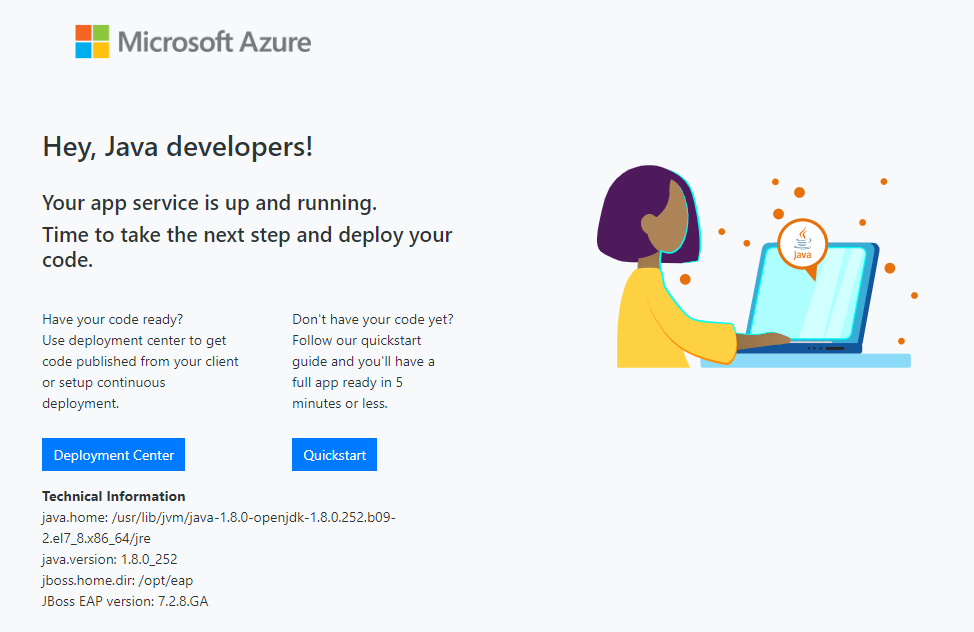 Microsoft Azure
Hey, Java developers!
Your app service is up and running.
Time to take the next step and deploy your
code.
Have your code ready?
Use deployment center to get
code published from your client
or setup continuous
deployment.
Deployment Center
Don't have your code yet?
Follow our quickstart
guide and you'll have a
full app ready in 5
minutes or less.
Quickstart
Technical Information
java.home: /usr/lib/jvm/java-1.8.0-openjdk-1.8.0.252.b09-
2.el7_8.x86_64/jre
java.version: 1.8.0_252
jboss.home.dir: /opt/eap
JBoss EAP version: 7.2.8.GA
Java